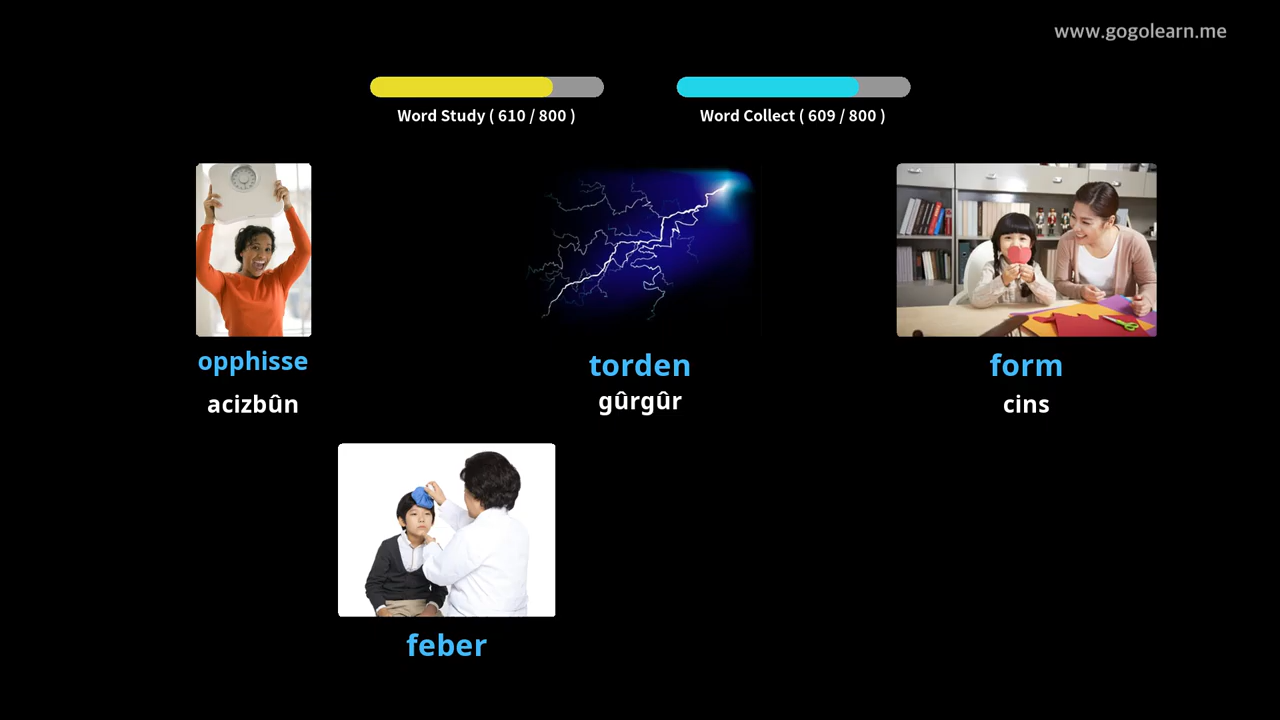 www.gogolearn.me
Word Study ( 610 / 800 )
Word Collect ( 609 / 800 )
opphisse
torden
form
acizbûn
gûrgûr
cins
feber